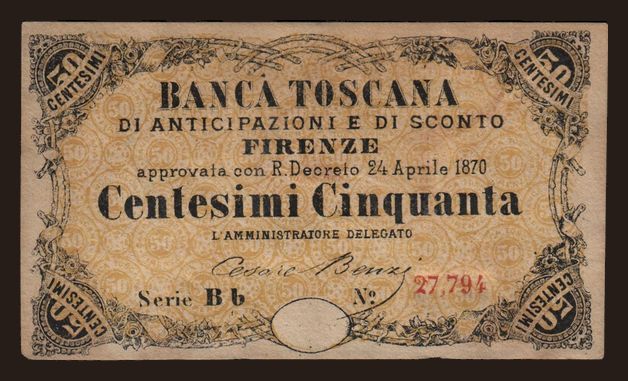 50 CENTESIMI
50 CENTESIMI
BANCA TOSCANA
DI ANTICIPAZIONI E DI SCONTO
FIRENZE
approvata con R. Decreto 24 Aprile 1870
Centesimi Cinquanta
L'AMMINISTRATORE DELEGATO
Cesare Benzi
Serie B b Nº 27,794
50 CENTESIMI
50 CENTESIMI